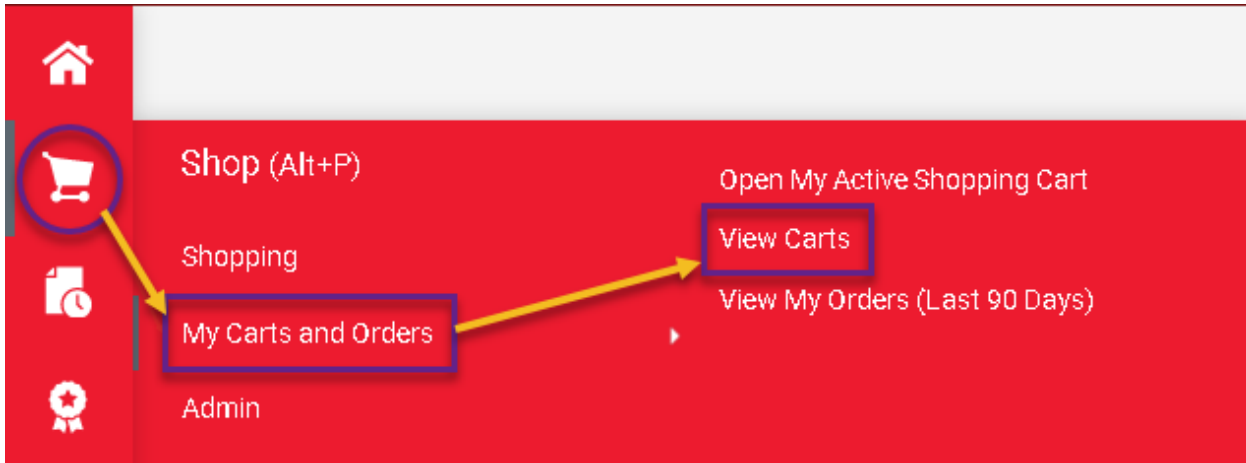 Shop (Alt+P)
Shopping
My Carts and Orders
Admin
Open My Active Shopping Cart
View Carts
View My Orders (Last 90 Days)